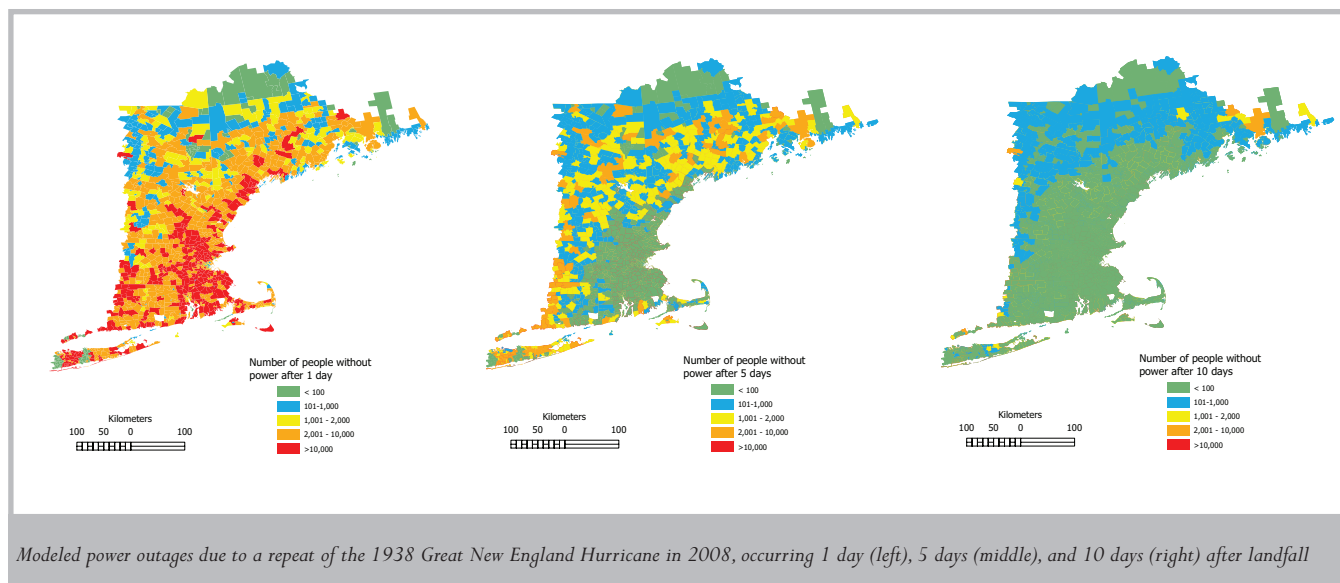 Number of people without
power after 1 day
< 100
101-1,000
1,001 - 2,000
2,001 - 10,000
>10,000
Kilometers
100 50 0 100
Number of people without
power after 5 days
< 100
101-1,000
1,001 - 2,000
2,001 - 10,000
>10,000
Kilometers
100 50 0 100
Number of people without
power after 10 days
< 100
101-1,000
1,001 - 2,000
2,001 - 10,000
>10,000
Kilometers
100 50 0 100
Modeled power outages due to a repeat of the 1938 Great New England Hurricane in 2008, occurring 1 day (left), 5 days (middle), and 10 days (right) after landfall